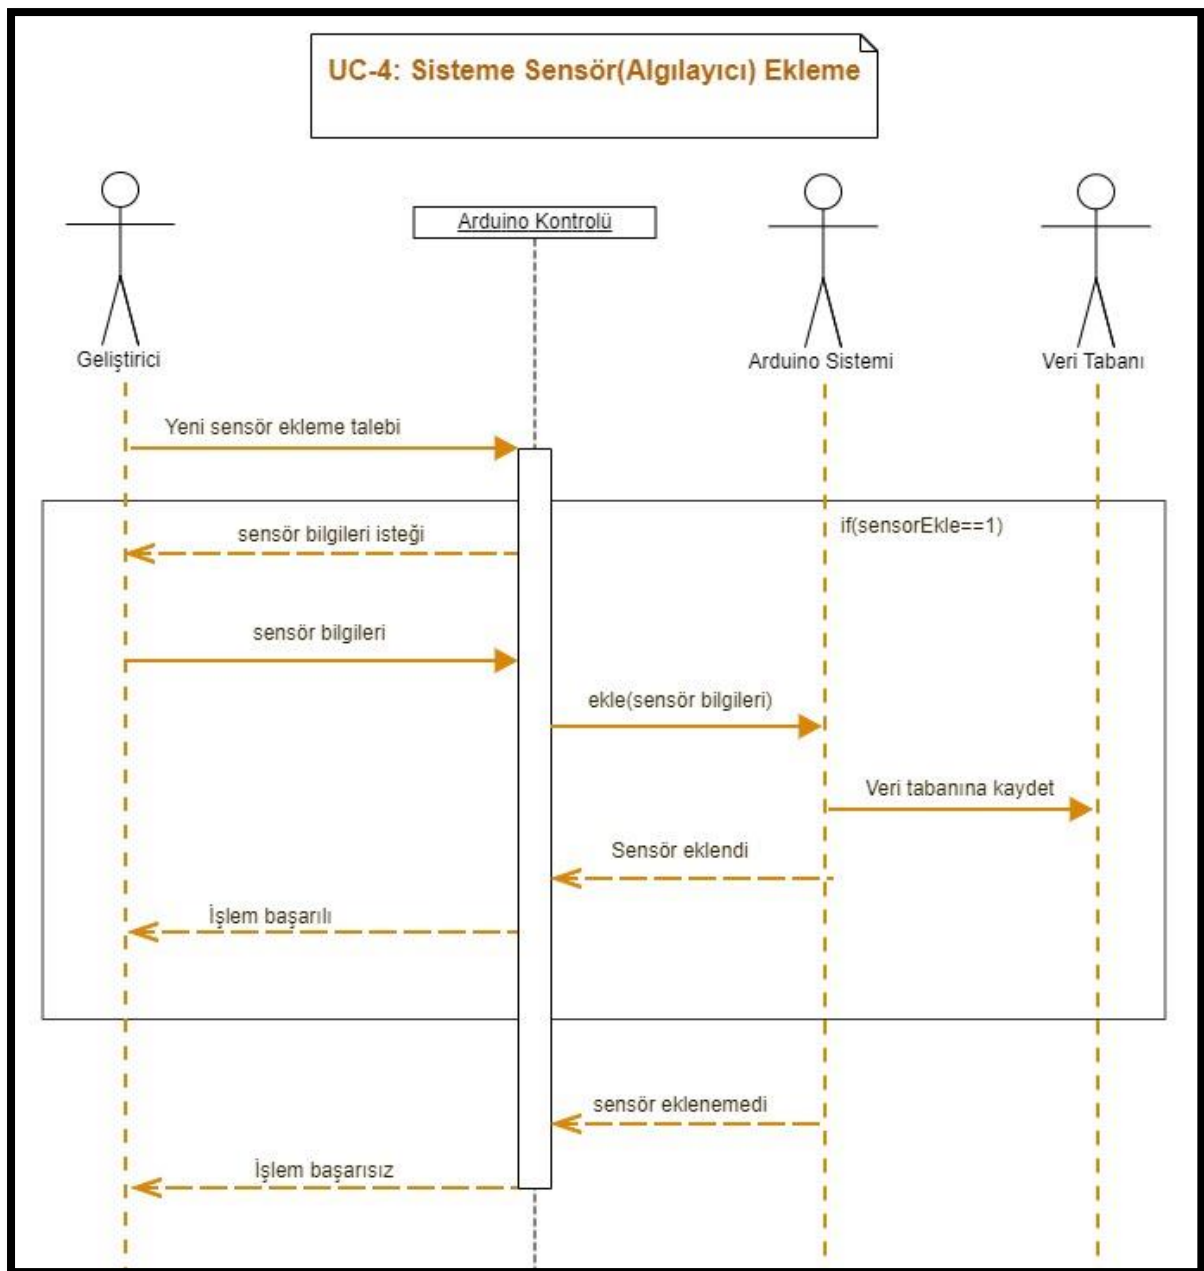 UC-4: Sisteme Sensör(Algılayıcı) Ekleme
Arduino Kontrolü
Geliştirici
Arduino Sistemi
Veri Tabanı
Yeni sensör ekleme talebi
if(sensorEkle==1)
sensör bilgileri isteği
sensör bilgileri
ekle(sensör bilgileri)
Veri tabanına kaydet
Sensör eklendi
İşlem başarılı
sensör eklenemedi
İşlem başarısız